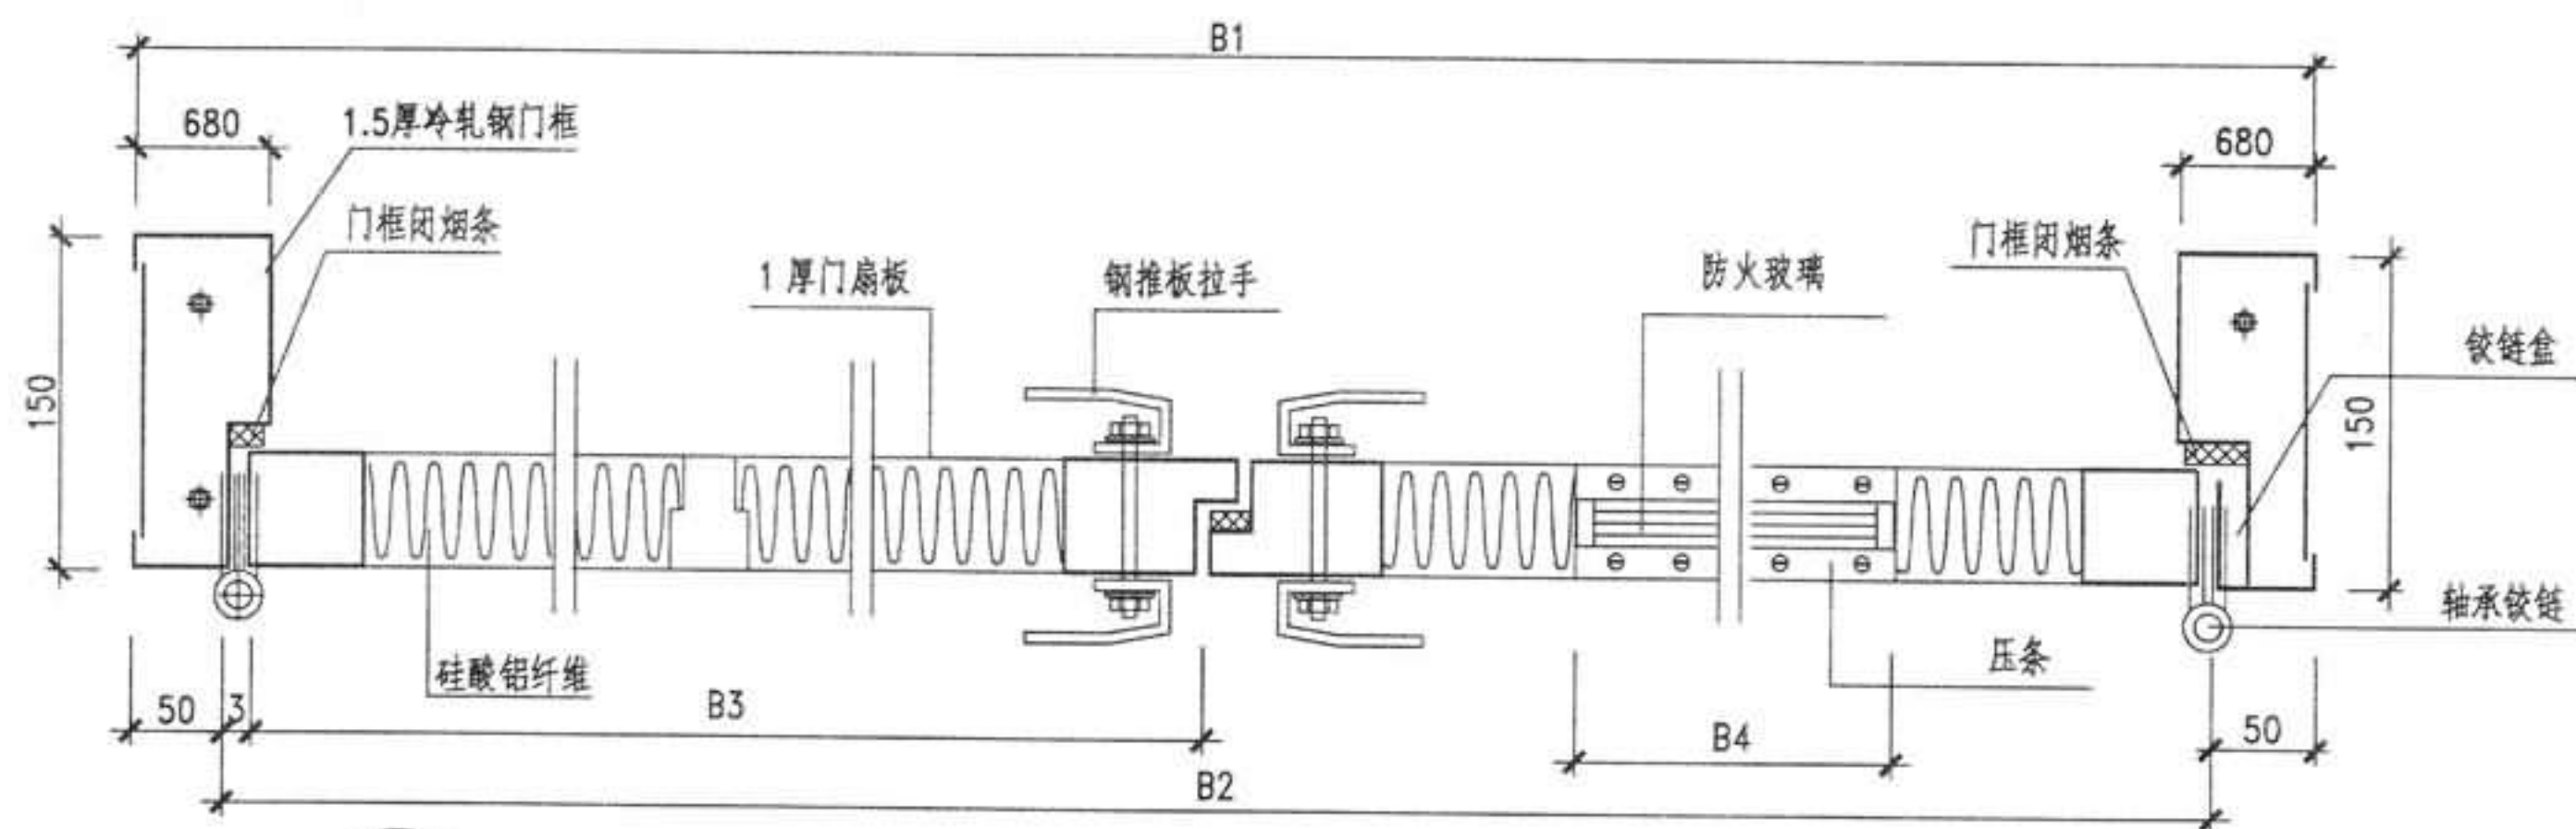 B1
680
1.5厚冷轧钢门框
680
门框闭烟条
门框闭烟条
1 厚门扇板
钢推板拉手
防火玻璃
铰链盒
150
150
轴承铰链
硅酸铝纤维
压条
50
3
B3
B4
50
B2